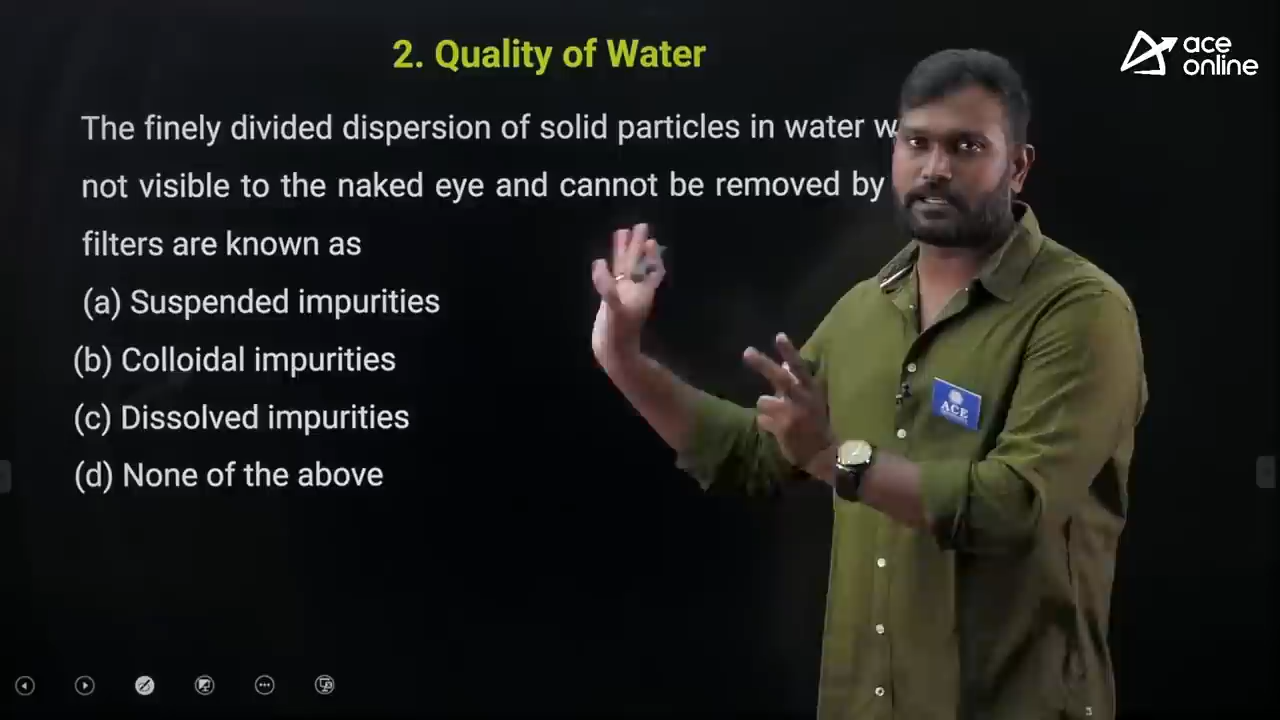 2. Quality of Water
ace
online
The finely divided dispersion of solid particles in water
not visible to the naked eye and cannot be removed by
filters are known as
(a) Suspended impurities
(b) Colloidal impurities
(c) Dissolved impurities
(d) None of the above
ACE